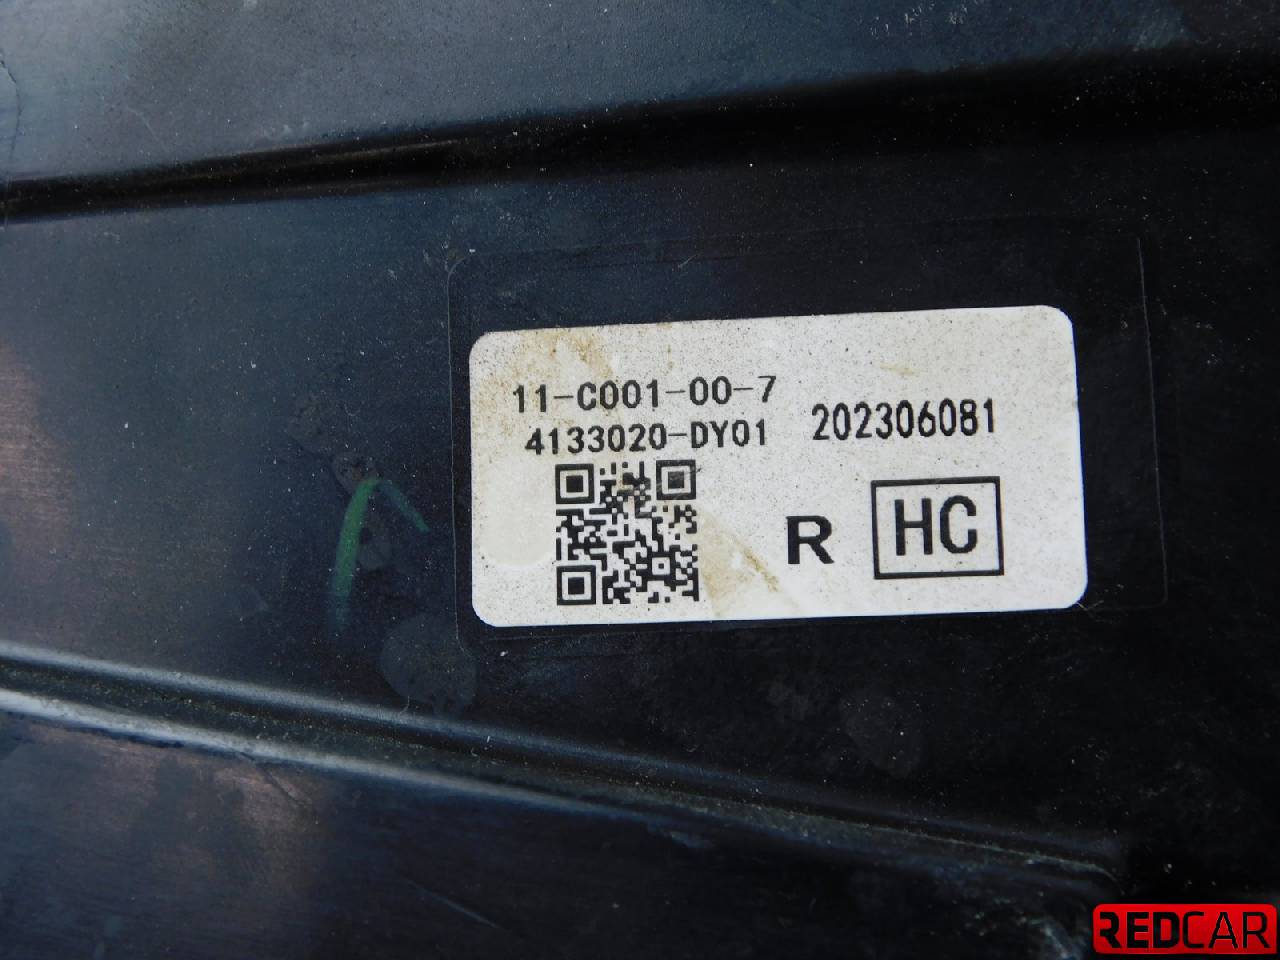 11-C001-00-7
4133020-DY01
202306081
R
HC
REDCAR